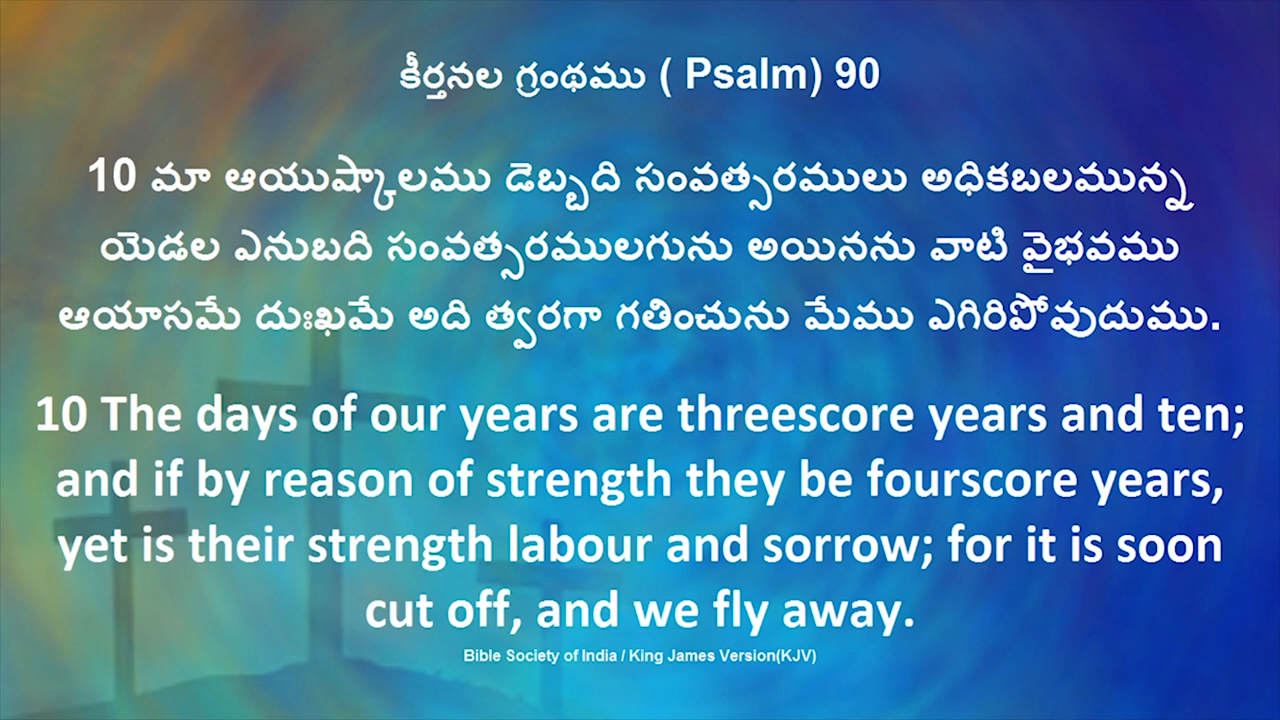 కీర్తనల గ్రంథము ( Psalm) 90
10 మా ఆయుష్కాలము డెబ్బది సంవత్సరములు అధికబలమున్న
యెడల ఎనుబది సంవత్సరములగును అయినను వాటి వైభవము
ఆయాసమే దుఃఖమే అది త్వరగా గతించును మేము ఎగిరిపోవుదుము.
10 The days of our years are threescore years and ten;
and if by reason of strength they be fourscore years,
yet is their strength labour and sorrow; for it is soon
cut off, and we fly away.
Bible Society of India / King James Version(KJV)